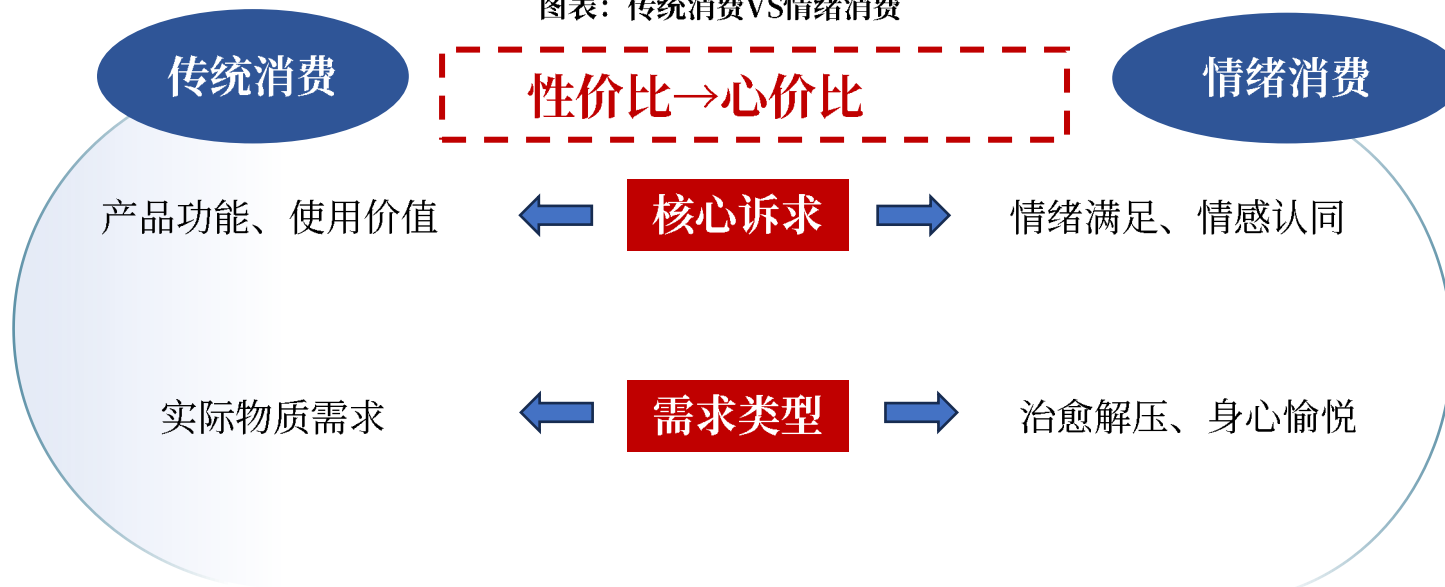 图表：传统消费VS情绪消费
传统消费
性价比→心价比
情绪消费
产品功能、使用价值
核心诉求
情绪满足、情感认同
实际物质需求
需求类型
治愈解压、身心愉悦